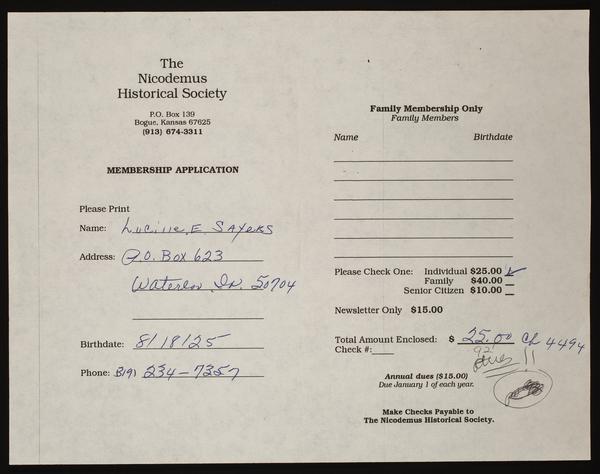 The
Nicodemus
Historical Society
P.O. Box 139
Bogue, Kansas 67625
(913) 674-3311
MEMBERSHIP APPLICATION
Please Print
Name: Lucille E. Sayers
Address: P.O. Box 623
Waterloo, Ia. 50704
Birthdate: 8/18/25
Phone: 319) 234-7357
Family Membership Only
Family Members
Name Birthdate
Please Check One: Individual $25.00 ✓
Family $40.00
Senior Citizen $10.00
Newsletter Only $15.00
Total Amount Enclosed: $ 25.00 Ch 4494
Check #:
92'
dues !!
Annual dues ($15.00)
Due January 1 of each year.
Make Checks Payable to
The Nicodemus Historical Society.